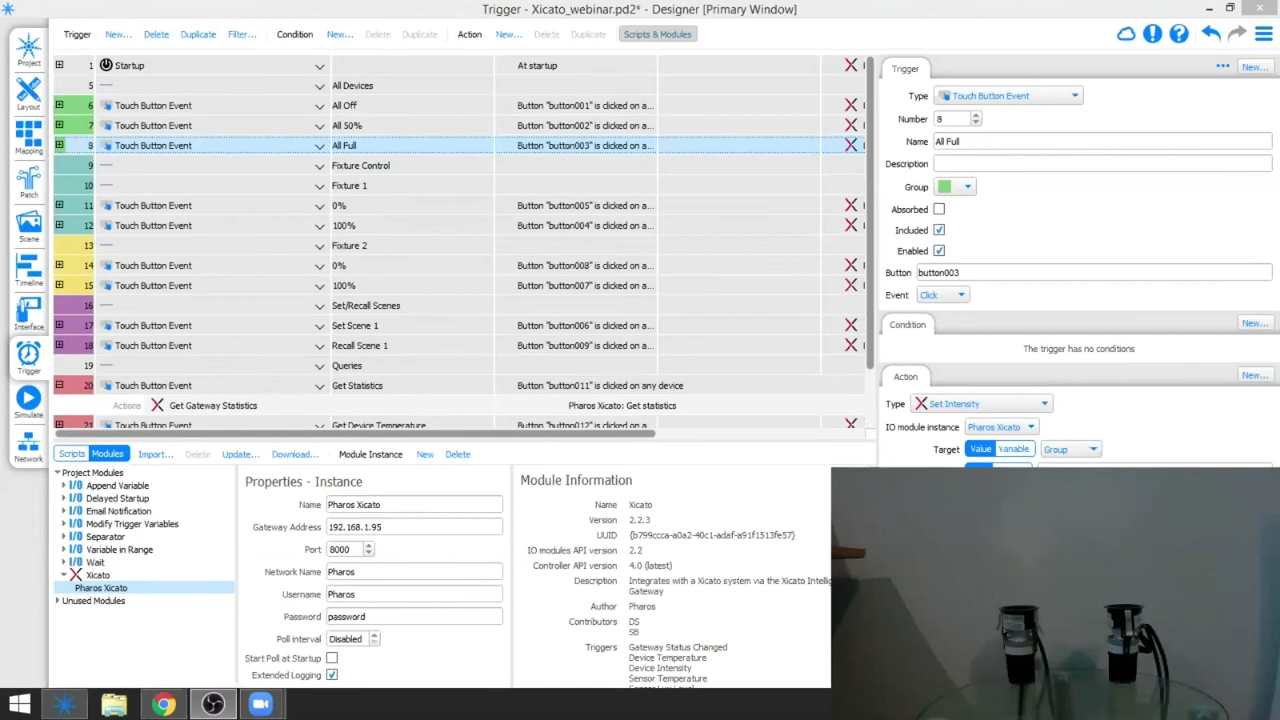 Trigger - Xicato_webinar.pd2* - Designer [Primary Window]
Trigger New... Delete Duplicate Filter... Condition New... Delete Duplicate Action New... Delete Duplicate Scripts & Modules
Project
Layout
Mapping
Patch
Scene
Timeline
Interface
Trigger
Simulate
Network
1 Startup At startup
5 All Devices
6 Touch Button Event All Off Button "button001" is clicked on a...
7 Touch Button Event All 50% Button "button002" is clicked on a...
8 Touch Button Event All Full Button "button003" is clicked on a...
9 Fixture Control
10 Fixture 1
11 Touch Button Event 0% Button "button005" is clicked on a...
12 Touch Button Event 100% Button "button004" is clicked on a...
13 Fixture 2
14 Touch Button Event 0% Button "button008" is clicked on a...
15 Touch Button Event 100% Button "button007" is clicked on a...
16 Set/Recall Scenes
17 Touch Button Event Set Scene 1 Button "button006" is clicked on a...
18 Touch Button Event Recall Scene 1 Button "button009" is clicked on a...
19 Queries
20 Touch Button Event Get Statistics Button "button011" is clicked on any device
Actions Get Gateway Statistics Pharos Xicato: Get statistics
21 Touch Button Event Get Device Temperature Button "button012" is clicked on a...
Trigger New...
Type Touch Button Event
Number 8
Name All Full
Description
Group
Absorbed
Included
Enabled
Button button003
Event Click
Condition New...
The trigger has no conditions
Action New...
Type Set Intensity
IO module instance Pharos Xicato
Target Value Variable Group
Scripts Modules Import... Delete Update... Download... Module Instance New Delete
Project Modules
I/O Append Variable
I/O Delayed Startup
I/O Email Notification
I/O Modify Trigger Variables
I/O Separator
I/O Variable in Range
I/O Wait
Xicato
Pharos Xicato
Unused Modules
Properties - Instance
Name Pharos Xicato
Gateway Address 192.168.1.95
Port 8000
Network Name Pharos
Username Pharos
Password password
Poll interval Disabled
Start Poll at Startup
Extended Logging
Module Information
Name Xicato
Version 2.2.3
UUID {b799ccca-a0a2-40c1-adaf-a91f1513fe57}
IO modules API version 2.2
Controller API version 4.0 (latest)
Description Integrates with a Xicato system via the Xicato
Gateway
Author Pharos
Contributors DS
SB
Triggers Gateway Status Changed
Device Temperature
Device Intensity
Sensor Temperature